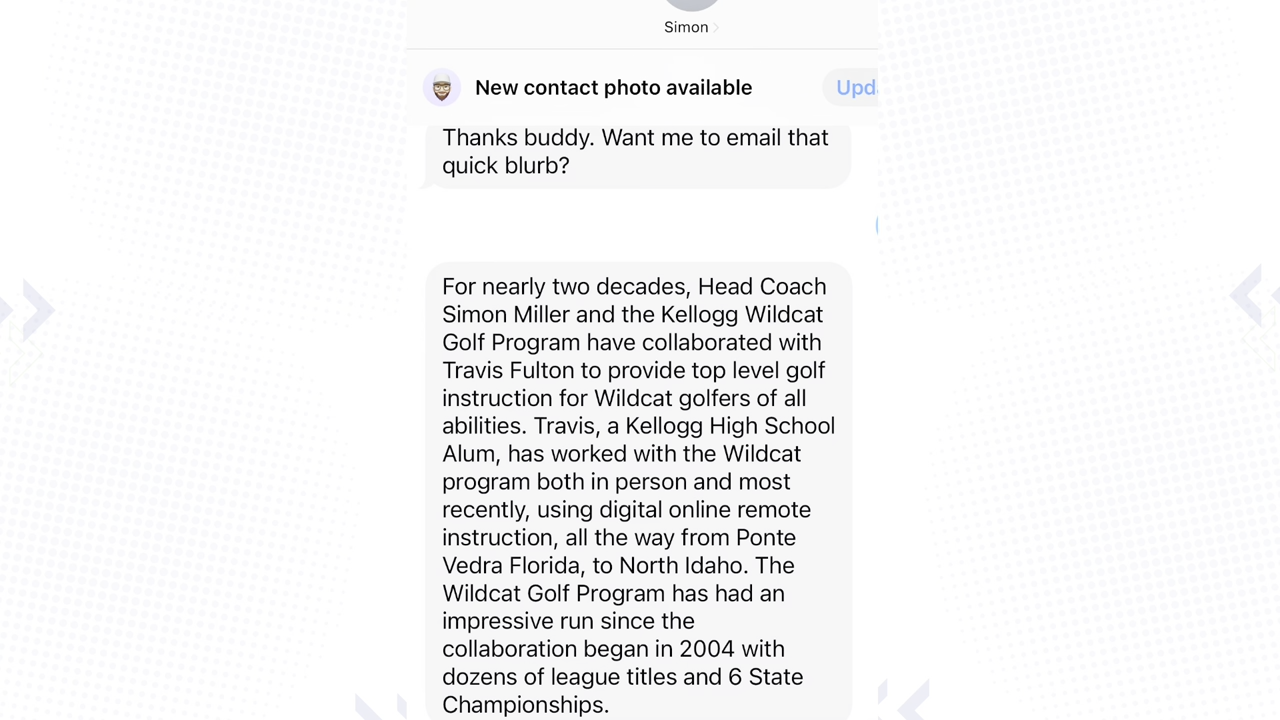 Simon
New contact photo available
Thanks buddy. Want me to email that
quick blurb?
For nearly two decades, Head Coach
Simon Miller and the Kellogg Wildcat
Golf Program have collaborated with
Travis Fulton to provide top level golf
instruction for Wildcat golfers of all
abilities. Travis, a Kellogg High School
Alum, has worked with the Wildcat
program both in person and most
recently, using digital online remote
instruction, all the way from Ponte
Vedra Florida, to North Idaho. The
Wildcat Golf Program has had an
impressive run since the
collaboration began in 2004 with
dozens of league titles and 6 State
Championships.